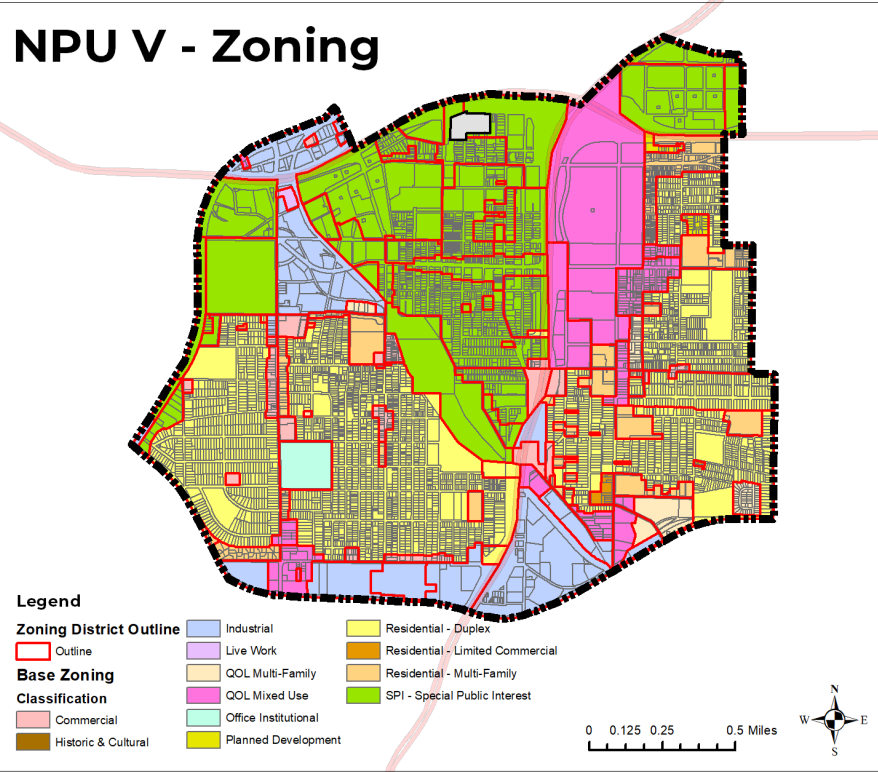 NPU V - Zoning
Legend
Zoning District Outline
Outline
Base Zoning
Classification
Commercial
Historic & Cultural
Industrial
Live Work
QOL Multi-Family
QOL Mixed Use
Office Institutional
Planned Development
Residential - Duplex
Residential - Limited Commercial
Residential - Multi-Family
SPI - Special Public Interest
0 0.125 0.25 0.5 Miles
N
W E
S